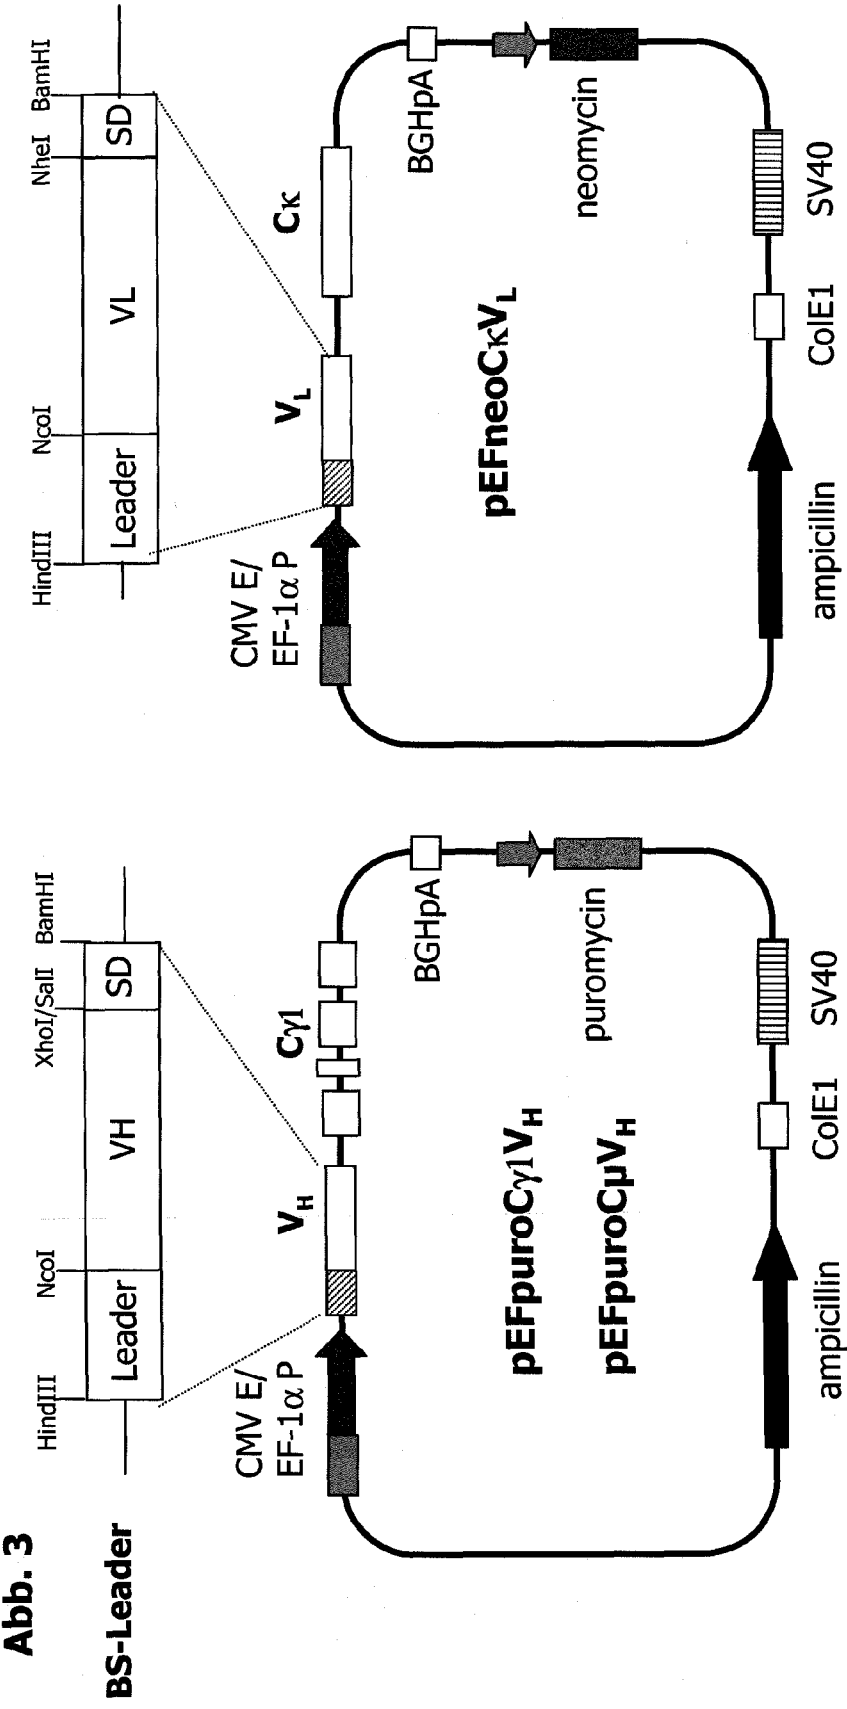 Abb. 3
BS-Leader
HindIII
NcoI
XhoI/SalI
BamHI
Leader
VH
SD
CMV E/
EF-1α P
VH
Cγ1
BGHpA
puromycin
pEFpuroCγ1VH
pEFpuroCμVH
ampicillin
ColE1
SV40
HindIII
NcoI
NheI
BamHI
Leader
VL
SD
CMV E/
EF-1α P
VL
Cκ
BGHpA
neomycin
pEFneoCκVL
ampicillin
ColE1
SV40